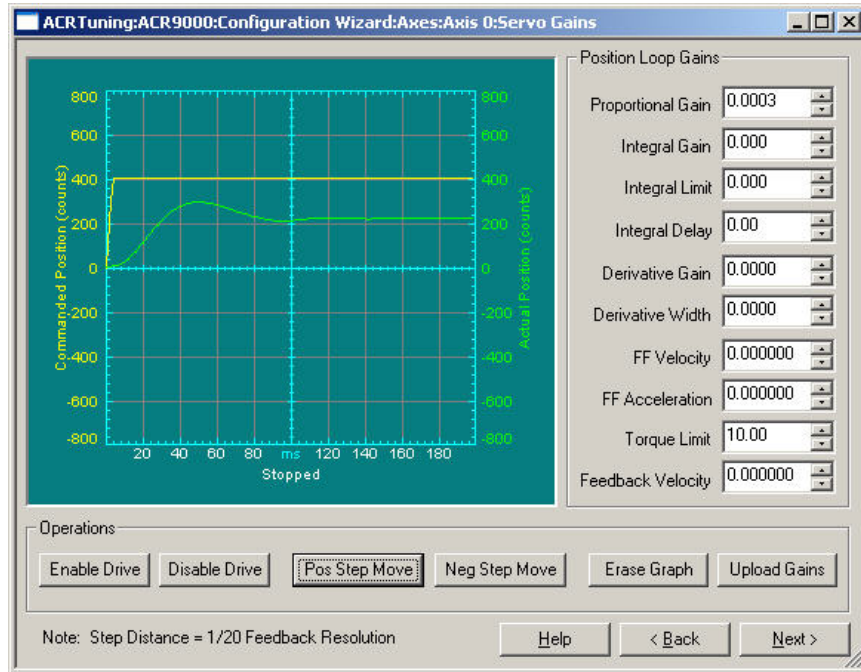 ACRTuning:ACR9000:Configuration Wizard:Axes:Axis 0:Servo Gains
Commanded Position (counts)
800
600
400
200
0
-200
-400
-600
-800
Actual Position (counts)
800
600
400
200
0
-200
-400
-600
-800
20 40 60 80 ms 120 140 160 180
Stopped
Position Loop Gains
Proportional Gain 0.0003
Integral Gain 0.000
Integral Limit 0.000
Integral Delay 0.00
Derivative Gain 0.0000
Derivative Width 0.0000
FF Velocity 0.000000
FF Acceleration 0.000000
Torque Limit 10.00
Feedback Velocity 0.000000
Operations
Enable Drive Disable Drive Pos Step Move Neg Step Move Erase Graph Upload Gains
Note: Step Distance = 1/20 Feedback Resolution
Help < Back Next >